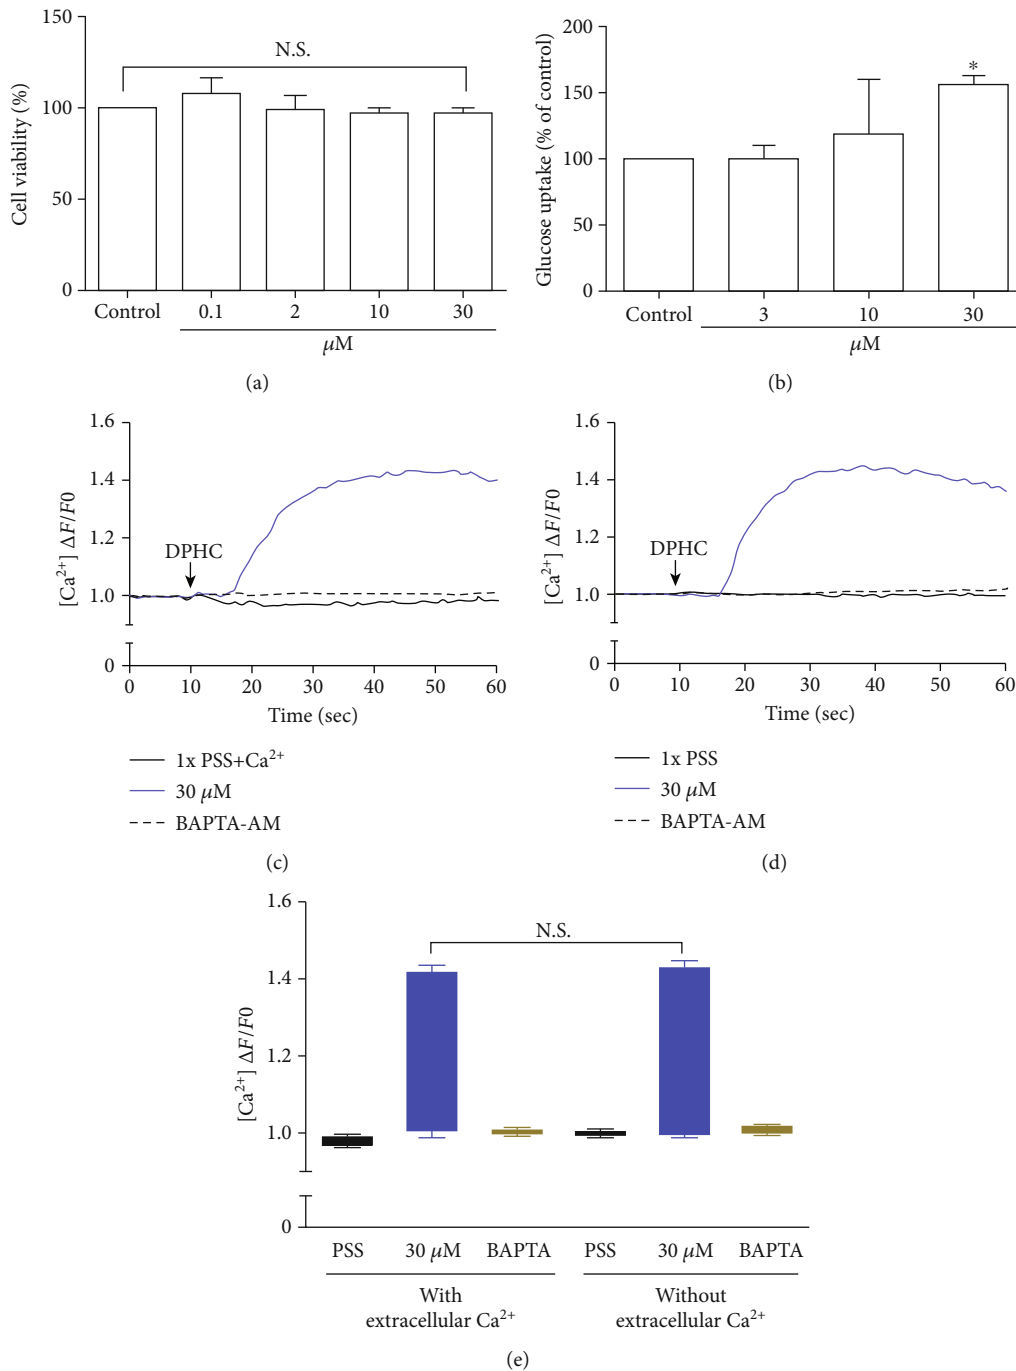 150
100
50
0
Cell viability (%)
N.S.
Control
0.1
2
10
30
μM
(a)
200
150
100
50
0
Glucose uptake (% of control)
*
Control
3
10
30
μM
(b)
1.6
1.4
1.2
1.0
0
[Ca²⁺] ΔF/F0
DPHC
0 10 20 30 40 50 60
Time (sec)
1x PSS+Ca²⁺
30 μM
BAPTA-AM
(c)
1.6
1.4
1.2
1.0
0
[Ca²⁺] ΔF/F0
DPHC
0 10 20 30 40 50 60
Time (sec)
1x PSS
30 μM
BAPTA-AM
(d)
1.6
1.4
1.2
1.0
0
[Ca²⁺] ΔF/F0
N.S.
PSS 30 μM BAPTA PSS 30 μM BAPTA
With
extracellular Ca²⁺
Without
extracellular Ca²⁺
(e)